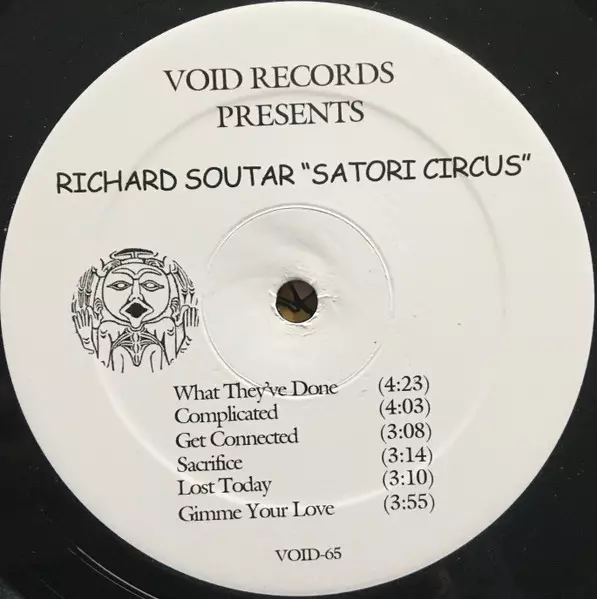 VOID RECORDS
PRESENTS
RICHARD SOUTAR "SATORI CIRCUS"
What They've Done (4:23)
Complicated (4:03)
Get Connected (3:08)
Sacrifice (3:14)
Lost Today (3:10)
Gimme Your Love (3:55)
VOID-65